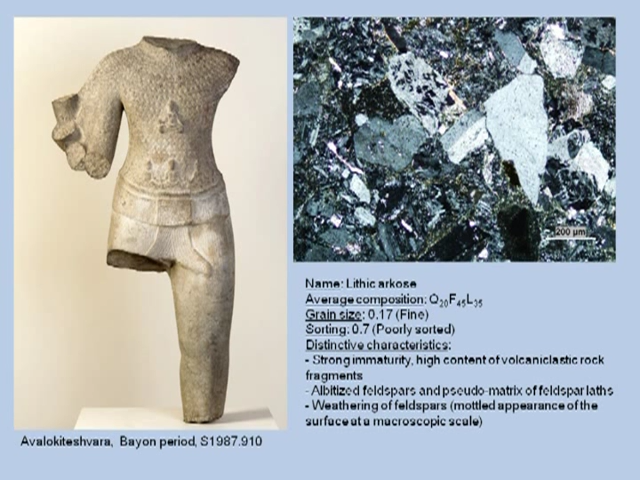 200 µm
Name: Lithic arkose
Average composition: Q20F45L35
Grain size: 0.17 (Fine)
Sorting: 0.7 (Poorly sorted)
Distinctive characteristics:
- Strong immaturity, high content of volcaniclastic rock
fragments
- Albitized feldspars and pseudo-matrix of feldspar laths
- Weathering of feldspars (mottled appearance of the
surface at a macroscopic scale)
Avalokiteshvara, Bayon period, S1987.910